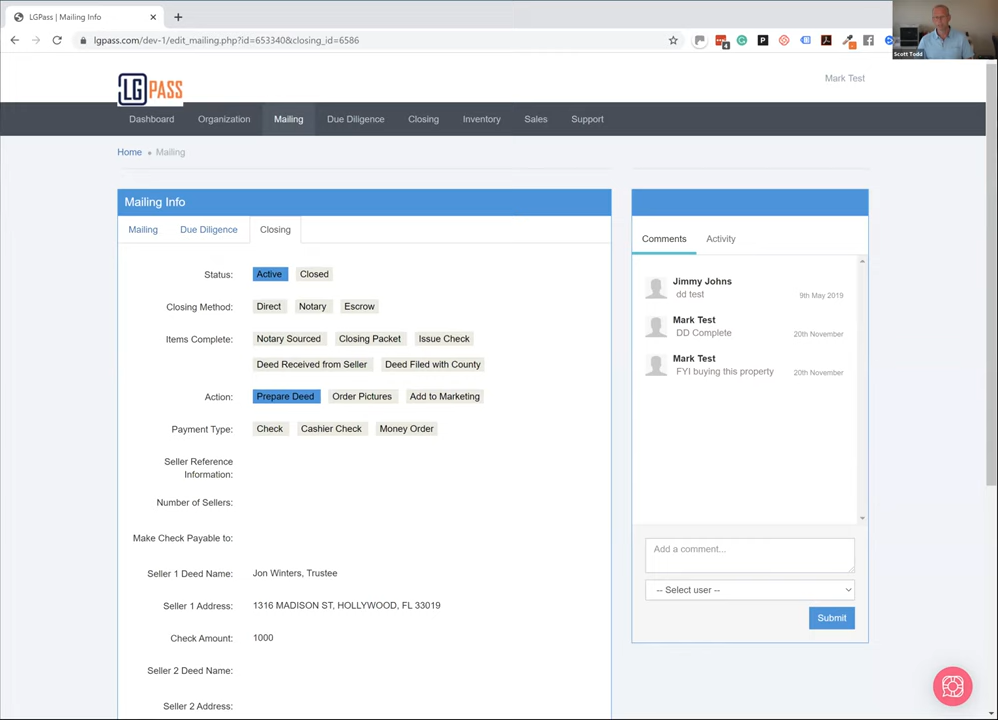 LGPass | Mailing Info
lgpass.com/dev-1/edit_mailing.php?id=653340&closing_id=6586
4
P
Scott Todd
LG PASS
Mark Test
Dashboard Organization Mailing Due Diligence Closing Inventory Sales Support
Home • Mailing
Mailing Info
Mailing Due Diligence Closing
Status: Active Closed
Closing Method: Direct Notary Escrow
Items Complete: Notary Sourced Closing Packet Issue Check
Deed Received from Seller Deed Filed with County
Action: Prepare Deed Order Pictures Add to Marketing
Payment Type: Check Cashier Check Money Order
Seller Reference
Information:
Number of Sellers:
Make Check Payable to:
Seller 1 Deed Name: Jon Winters, Trustee
Seller 1 Address: 1316 MADISON ST, HOLLYWOOD, FL 33019
Check Amount: 1000
Seller 2 Deed Name:
Seller 2 Address:
Comments Activity
Jimmy Johns
dd test 9th May 2019
Mark Test
DD Complete 20th November
Mark Test
FYI buying this property 20th November
Add a comment...
-- Select user --
Submit